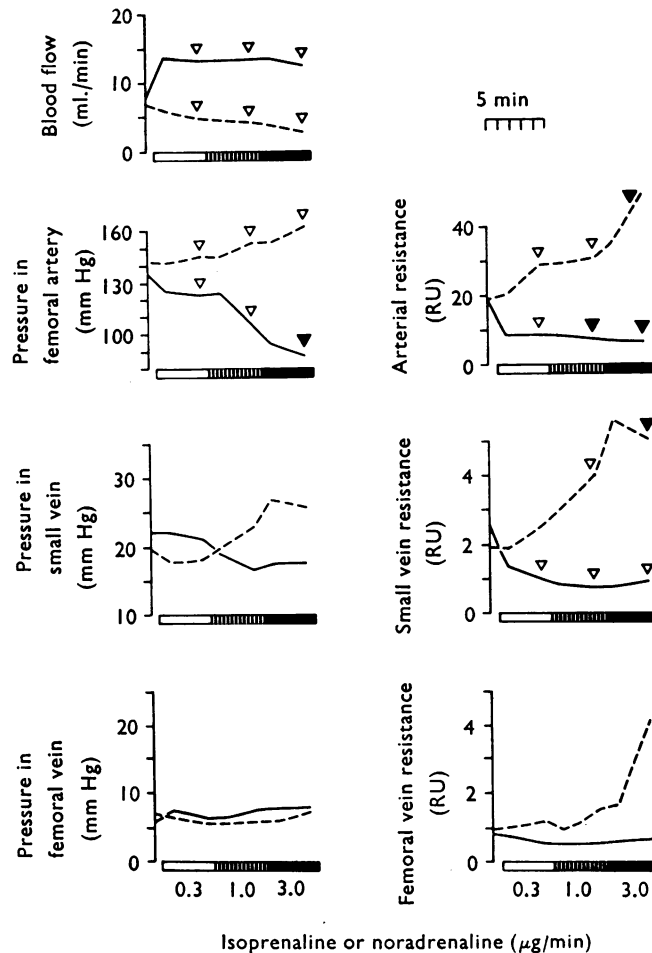 Blood flow
(ml./min)
15
10
5
0
5 min
Pressure in
femoral artery
(mm Hg)
160
130
100
Arterial resistance
(RU)
40
20
0
Pressure in
small vein
(mm Hg)
30
20
10
Small vein resistance
(RU)
4
2
0
Pressure in
femoral vein
(mm Hg)
20
10
5
0
Femoral vein resistance
(RU)
4
2
0
0.3 1.0 3.0
0.3 1.0 3.0
Isoprenaline or noradrenaline (μg/min)